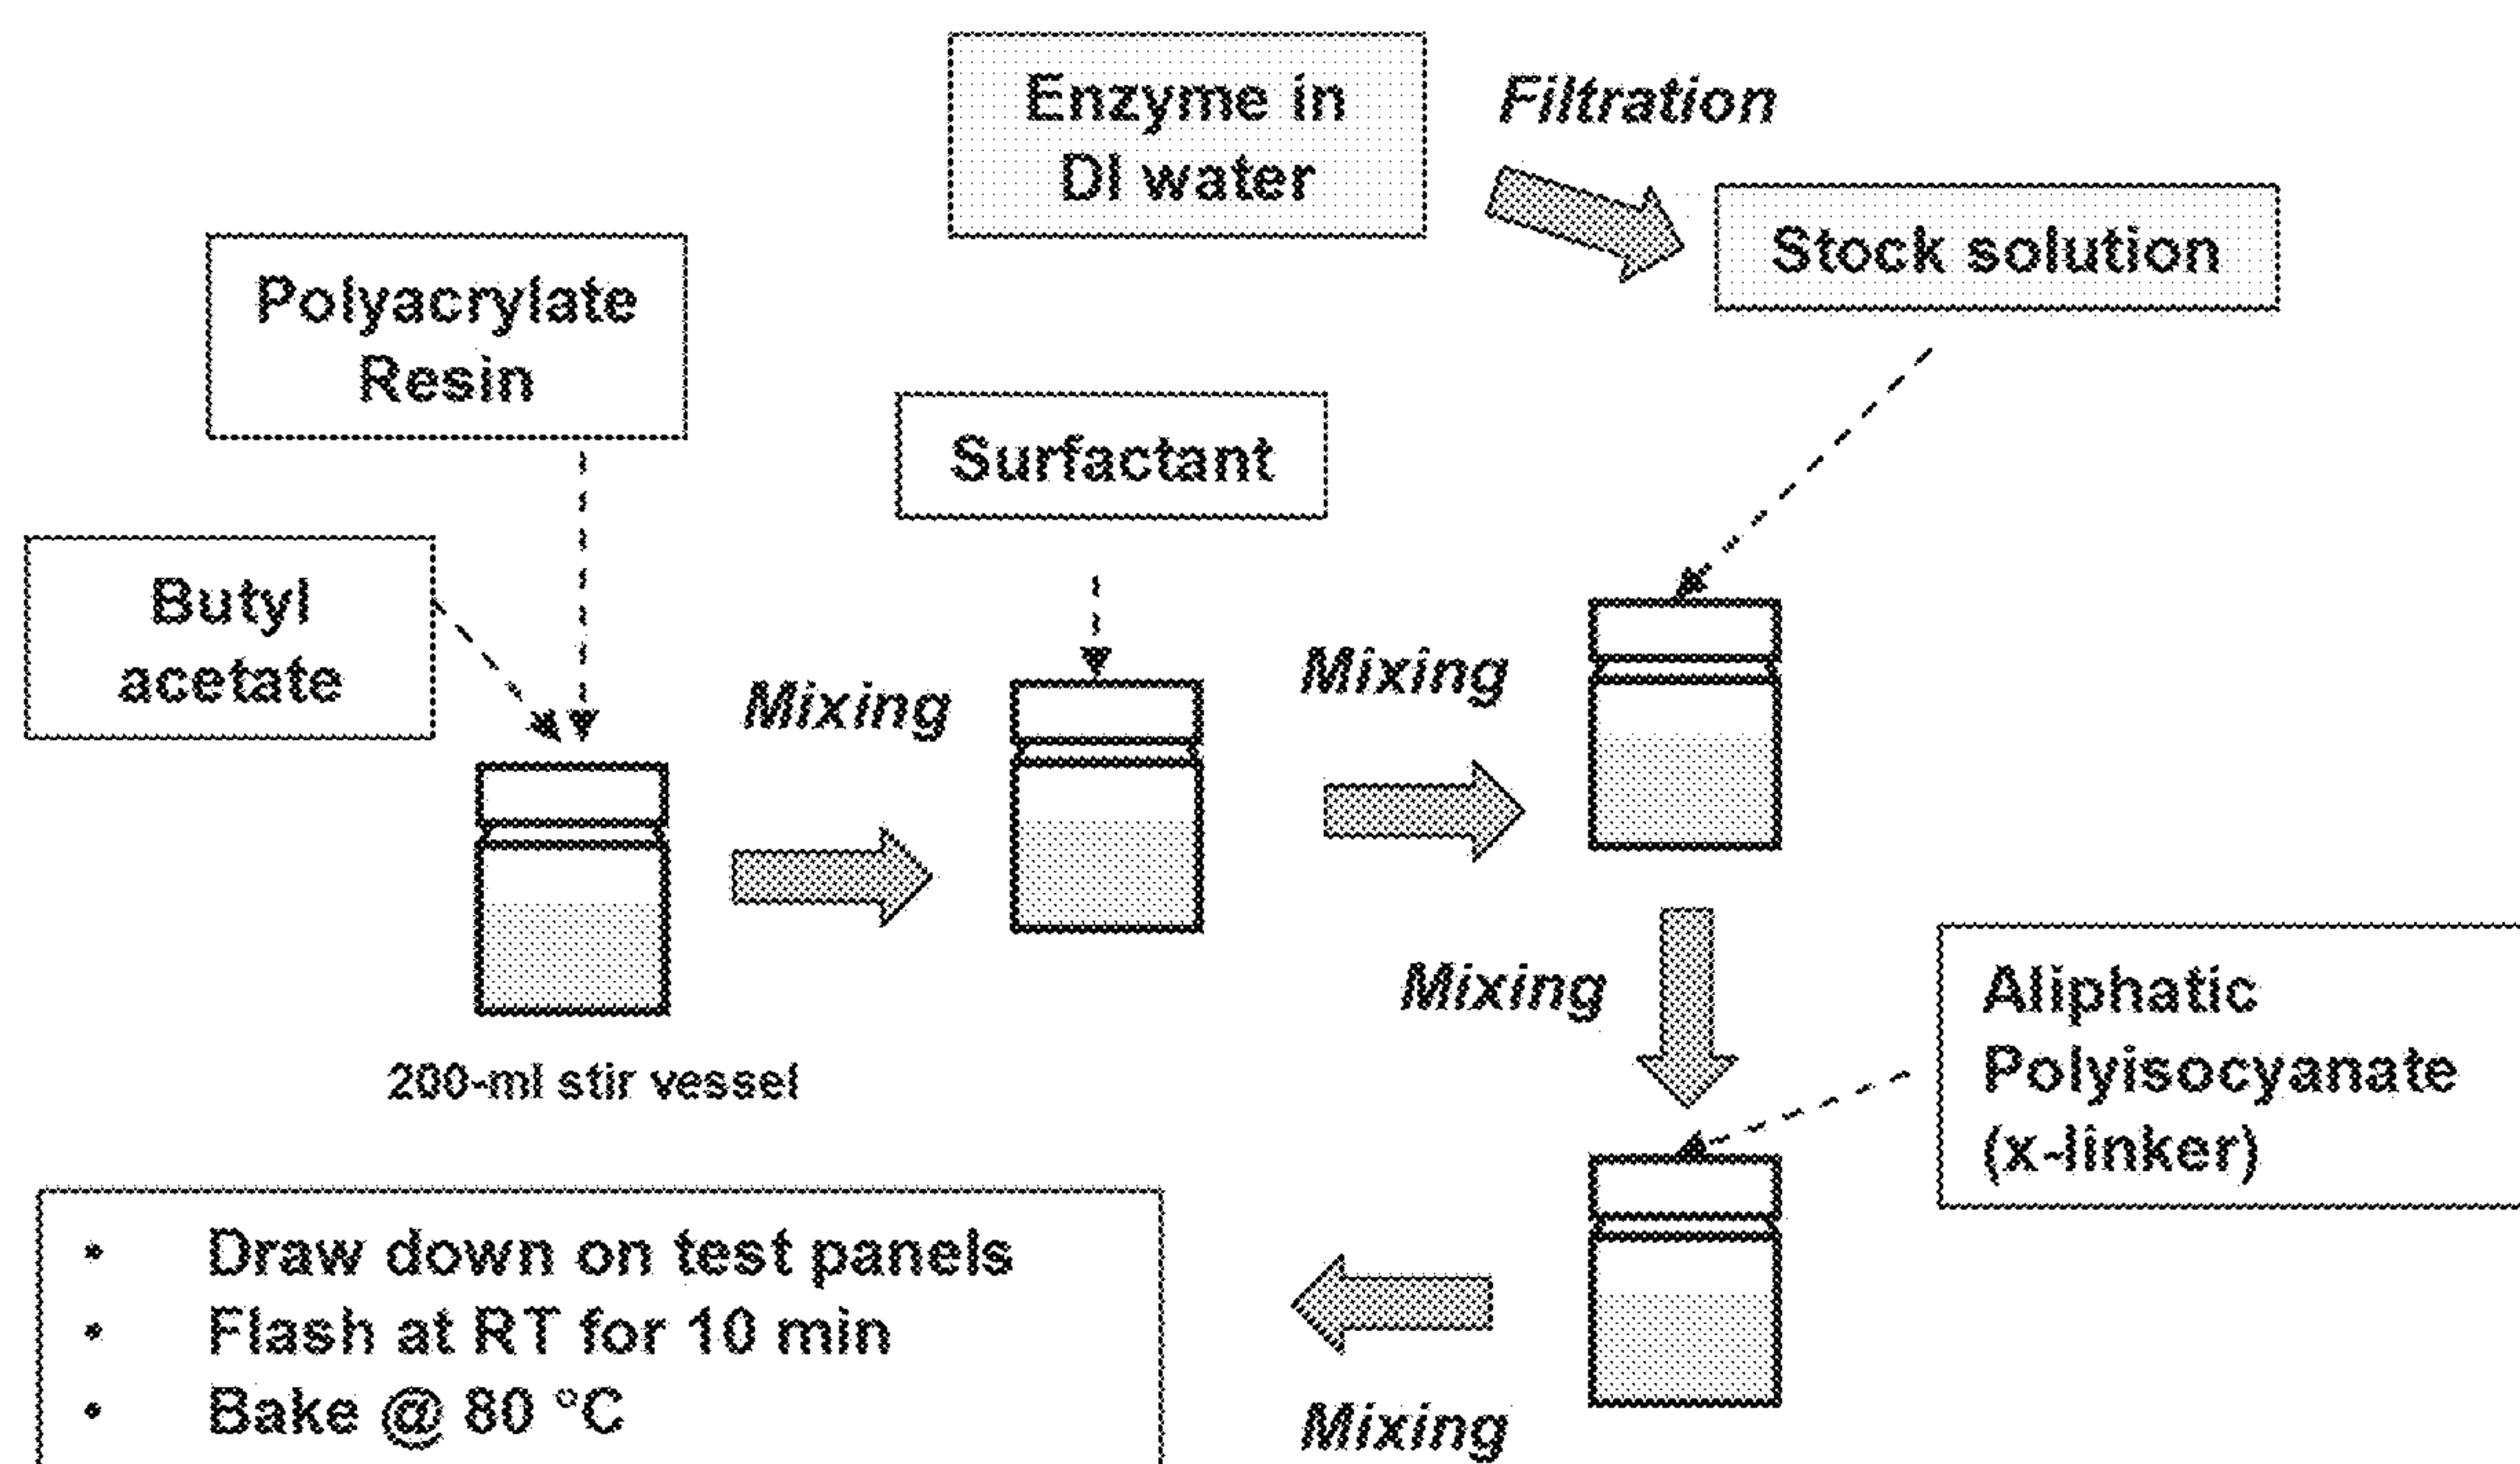 Enzyme in
DI water
Filtration
Stock solution
Polyacrylate
Resin
Surfactant
Butyl
acetate
Mixing
Mixing
200-ml stir vessel
Mixing
Aliphatic
Polyisocyanate
(x-linker)
• Draw down on test panels
• Flash at RT for 10 min
• Bake @ 80 °C
Mixing